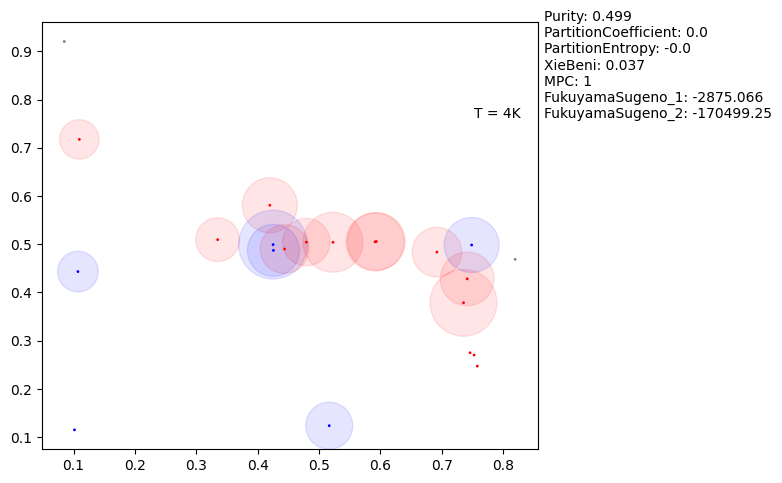 Purity: 0.499
PartitionCoefficient: 0.0
PartitionEntropy: -0.0
XieBeni: 0.037
MPC: 1
FukuyamaSugeno_1: -2875.066
FukuyamaSugeno_2: -170499.25
T = 4K
0.9
0.8
0.7
0.6
0.5
0.4
0.3
0.2
0.1
0.1 0.2 0.3 0.4 0.5 0.6 0.7 0.8